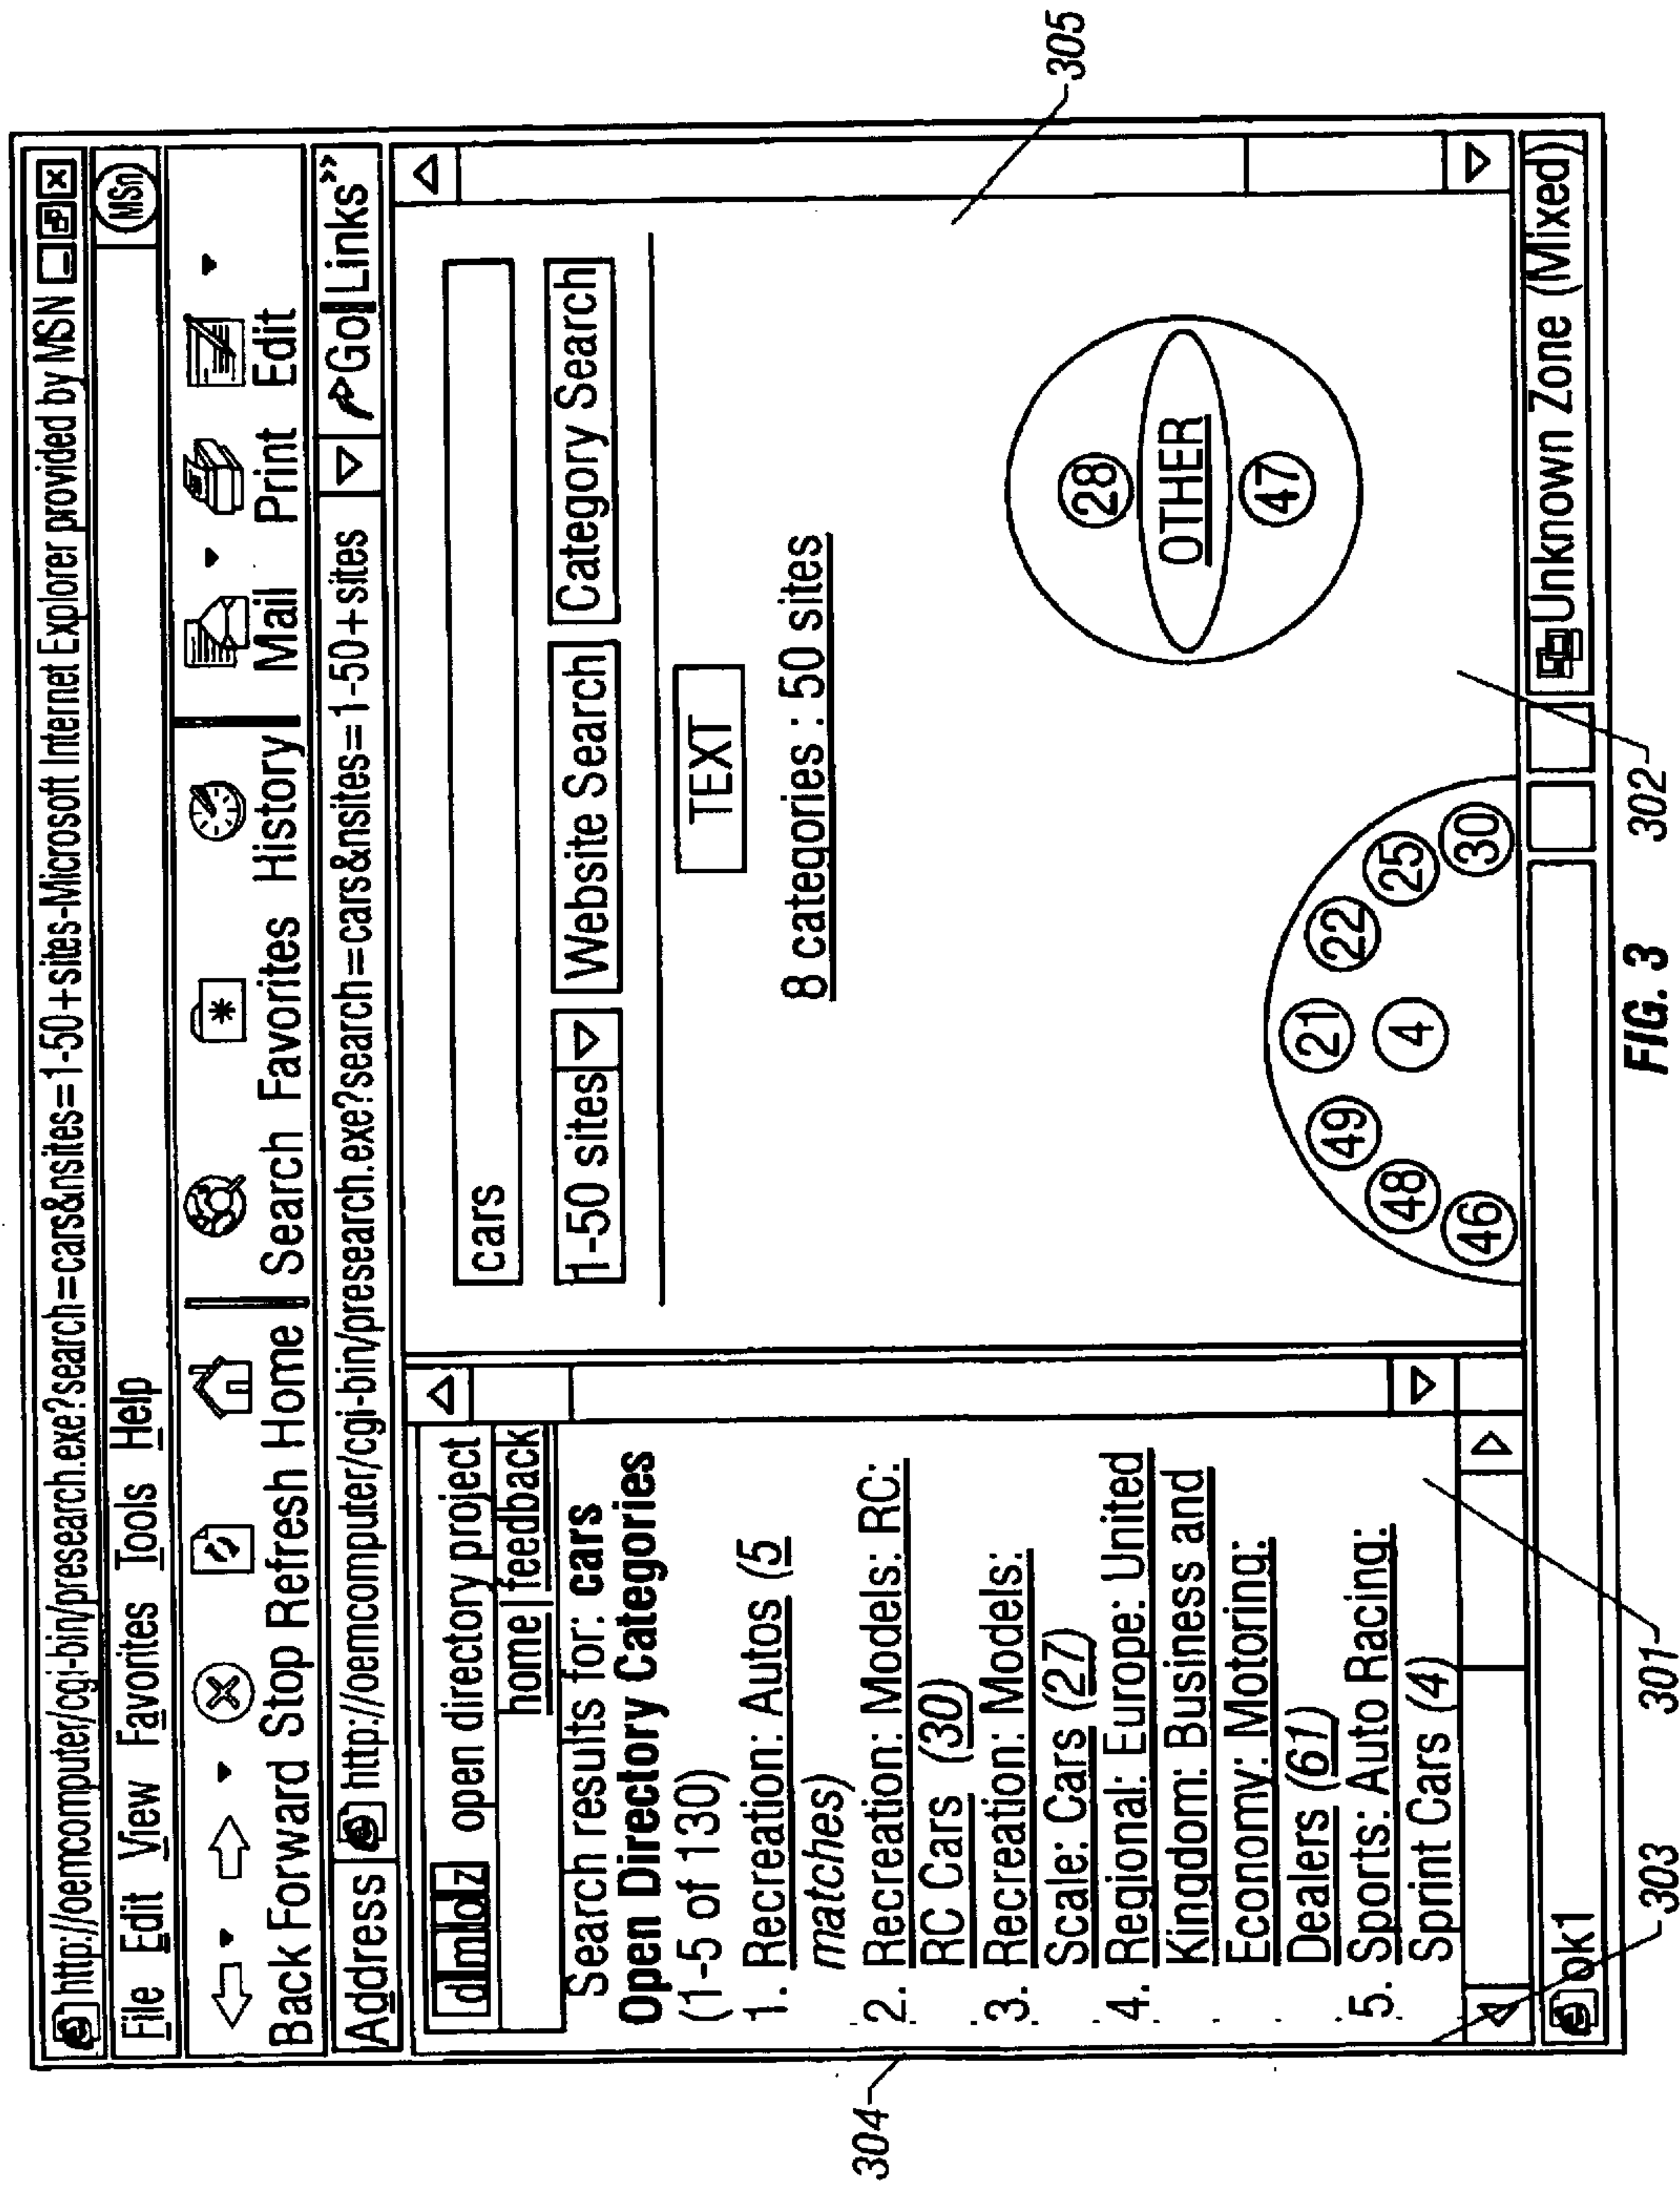 http://oemcomputer/cgi-bin/presearch.exe?search=cars&nsites=1-50+sites-Microsoft Internet Explorer provided by MSN
File Edit View Favorites Tools Help
MSn
Back Forward Stop Refresh Home Search Favorites History Mail Print Edit
Address http://oemcomputer/cgi-bin/presearch.exe?search=cars&nsites=1-50+sites Go Links »
dmoz open directory project
home | feedback
Search results for: cars
Open Directory Categories
(1-5 of 130)
1. Recreation: Autos (5
matches)
2. Recreation: Models: RC:
RC Cars (30)
3. Recreation: Models:
Scale: Cars (27)
4. Regional: Europe: United
Kingdom: Business and
Economy: Motoring:
Dealers (61)
5. Sports: Auto Racing:
Sprint Cars (4)
cars
1-50 sites Website Search Category Search
TEXT
8 categories : 50 sites
28
OTHER
47
21
49
22
4
48
25
46
30
ok1
Unknown Zone (Mixed)
304
303
301
302
305
FIG. 3